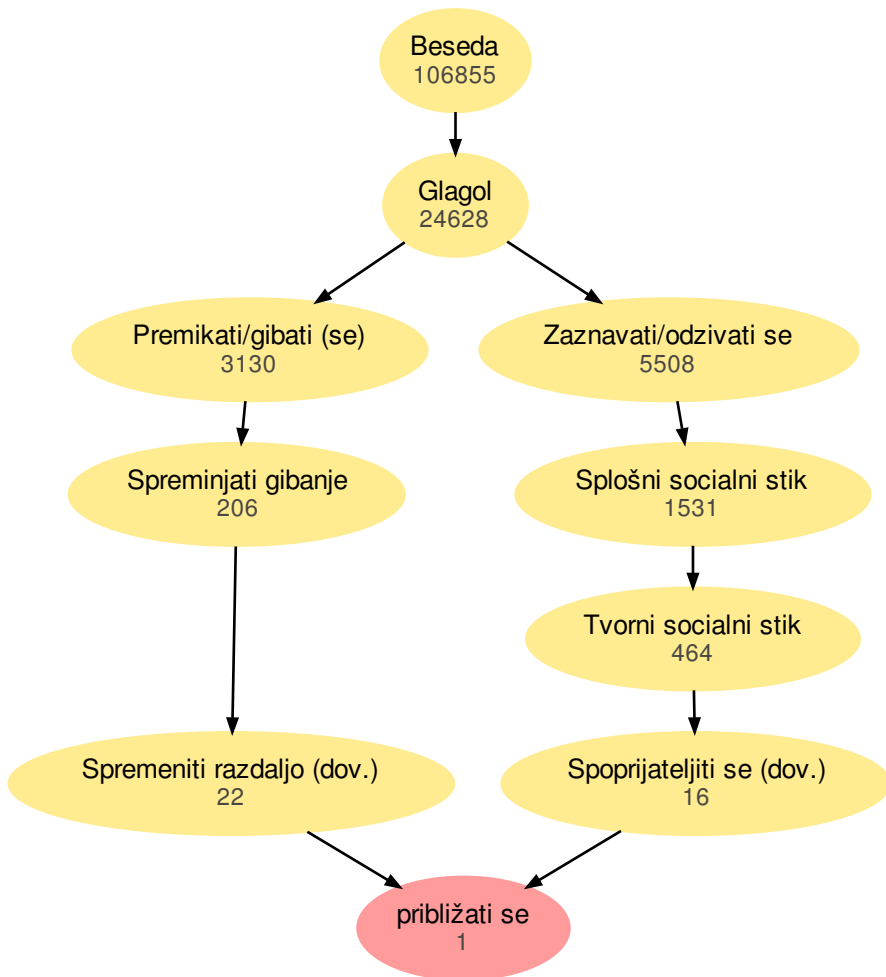 Beseda
106855
Glagol
24628
Premikati/gibati (se)
3130
Zaznavati/odzivati se
5508
Spreminjati gibanje
206
Splošni socialni stik
1531
Tvorni socialni stik
464
Spremeniti razdaljo (dov.)
22
Spoprijateljiti se (dov.)
16
približati se
1